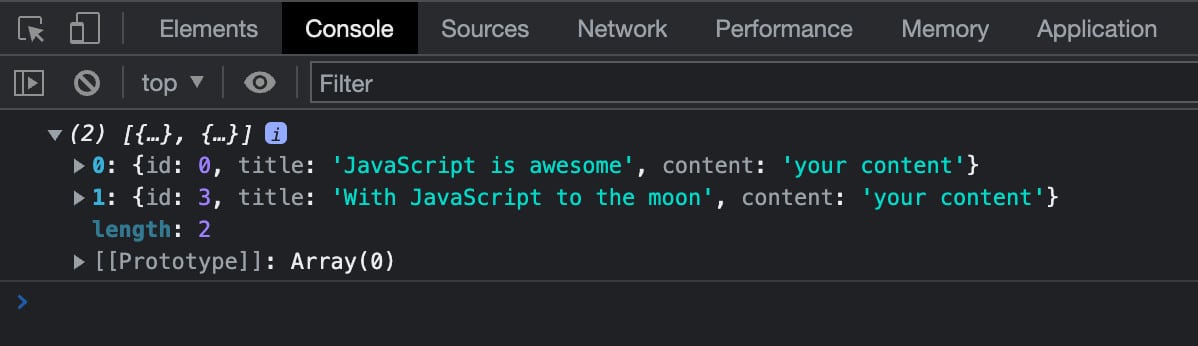 Elements Console Sources Network Performance Memory Application
top ▼ Filter
▼(2) [{…}, {…}] i
▶0: {id: 0, title: 'JavaScript is awesome', content: 'your content'}
▶1: {id: 3, title: 'With JavaScript to the moon', content: 'your content'}
length: 2
▶[[Prototype]]: Array(0)
>